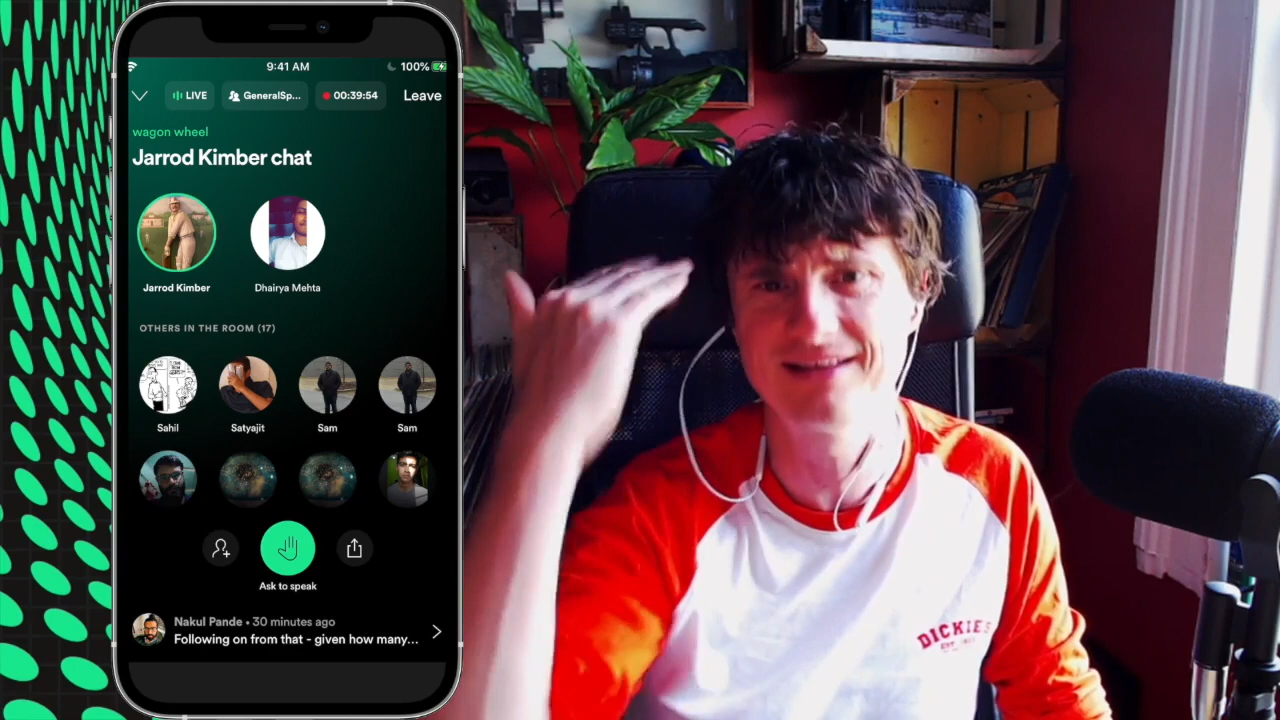 9:41 AM
100%
LIVE
GeneralSp...
00:39:54
Leave
wagon wheel
Jarrod Kimber chat
Jarrod Kimber
Dhairya Mehta
OTHERS IN THE ROOM (17)
Sahil
Satyajit
Sam
Sam
Ask to speak
Nakul Pande • 30 minutes ago
Following on from that - given how many...
DICKIES